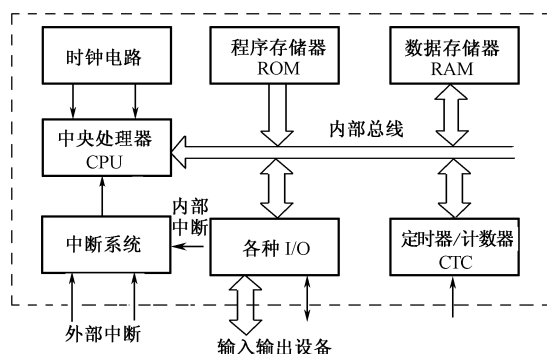 时钟电路
程序存储器
ROM
数据存储器
RAM
中央处理器
CPU
内部总线
内部
中断
中断系统
各种 I/O
定时器/计数器
CTC
外部中断
输入输出设备